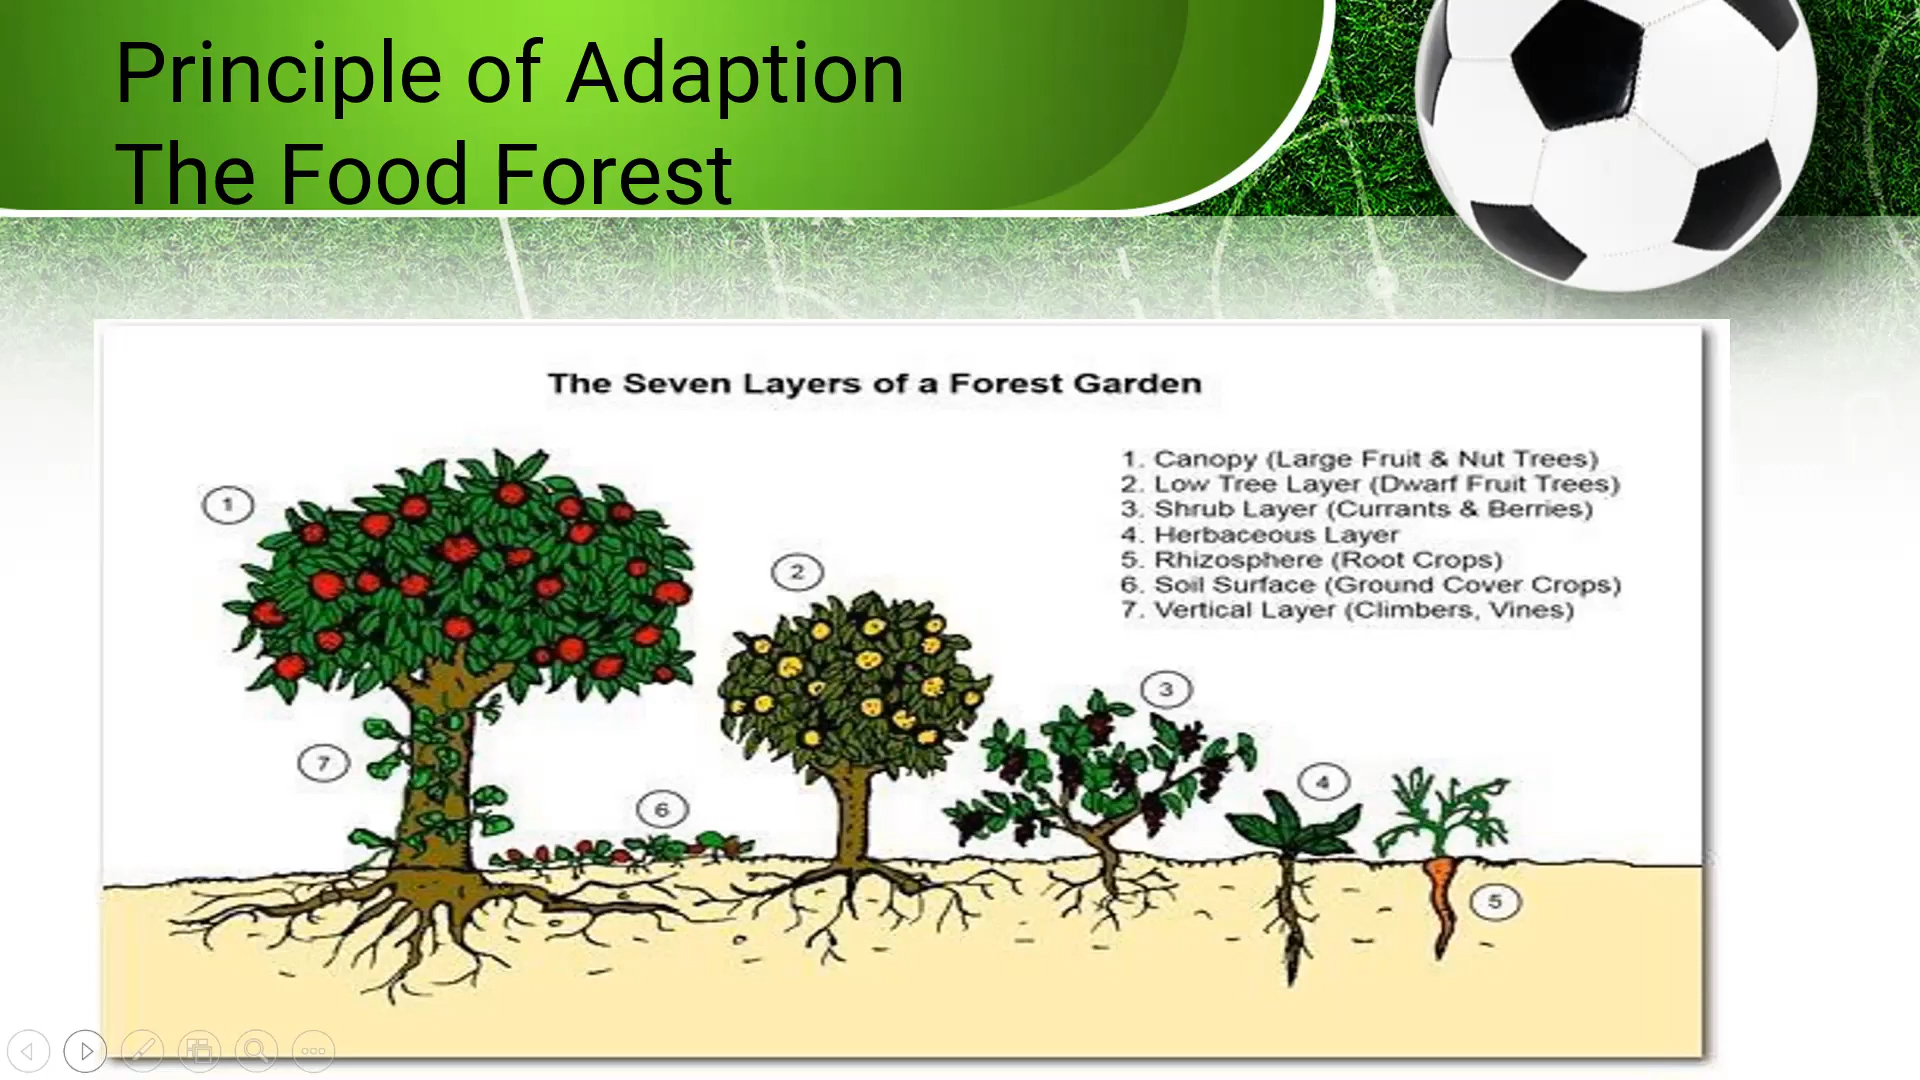 Principle of Adaption
The Food Forest
The Seven Layers of a Forest Garden
1. Canopy (Large Fruit & Nut Trees)
2. Low Tree Layer (Dwarf Fruit Trees)
3. Shrub Layer (Currants & Berries)
4. Herbaceous Layer
5. Rhizosphere (Root Crops)
6. Soil Surface (Ground Cover Crops)
7. Vertical Layer (Climbers, Vines)
1
2
3
7
4
6
5